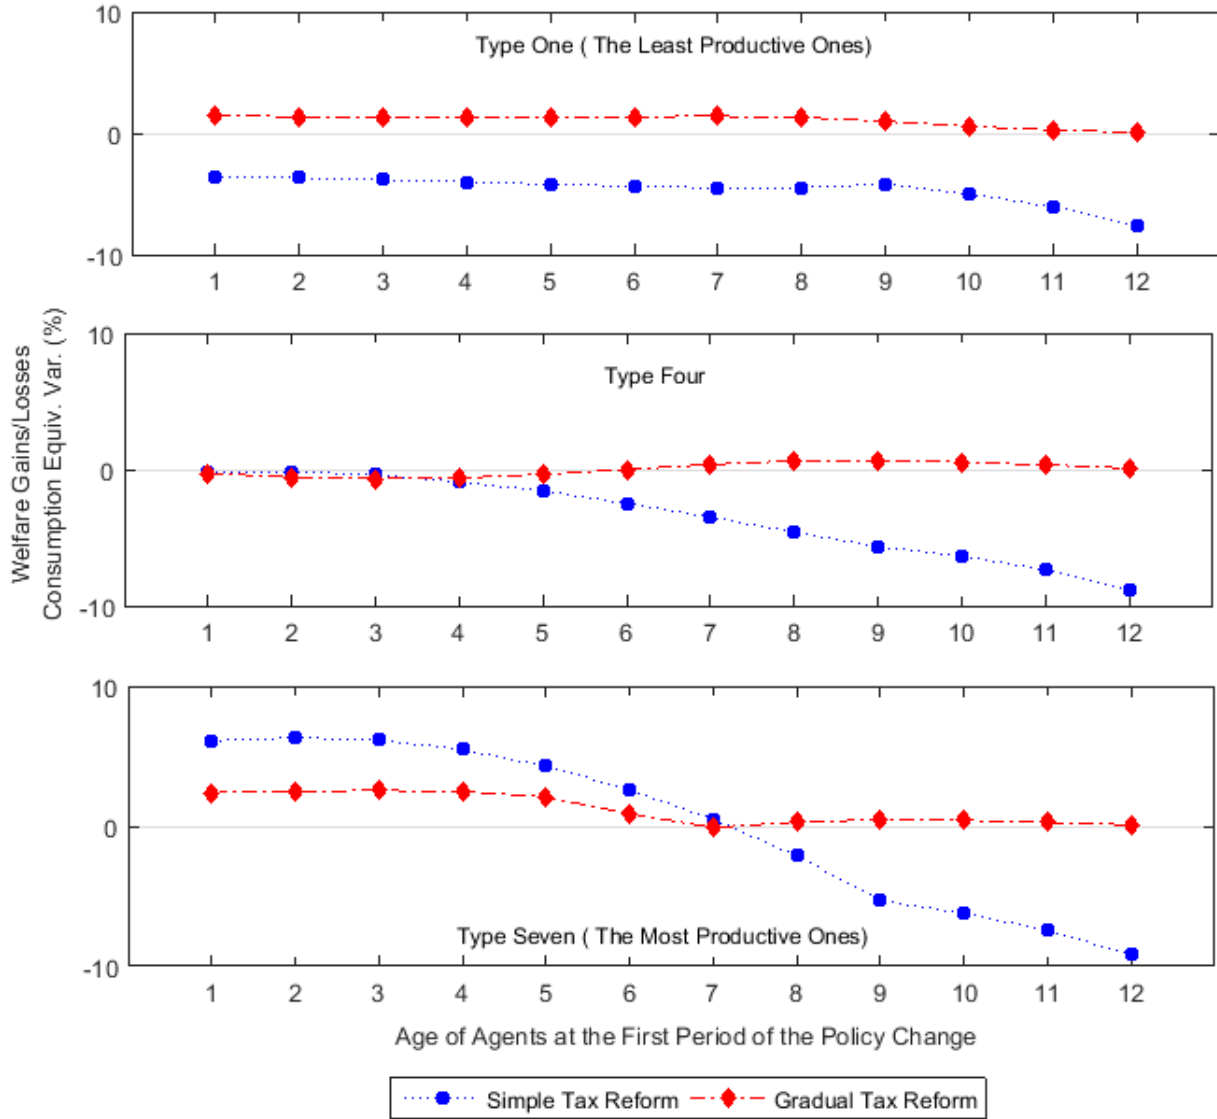 10
Type One ( The Least Productive Ones)
0
-10
1 2 3 4 5 6 7 8 9 10 11 12
Welfare Gains/Losses
Consumption Equiv. Var. (%)
10
Type Four
0
-10
1 2 3 4 5 6 7 8 9 10 11 12
10
0
Type Seven ( The Most Productive Ones)
-10
1 2 3 4 5 6 7 8 9 10 11 12
Age of Agents at the First Period of the Policy Change
Simple Tax Reform Gradual Tax Reform